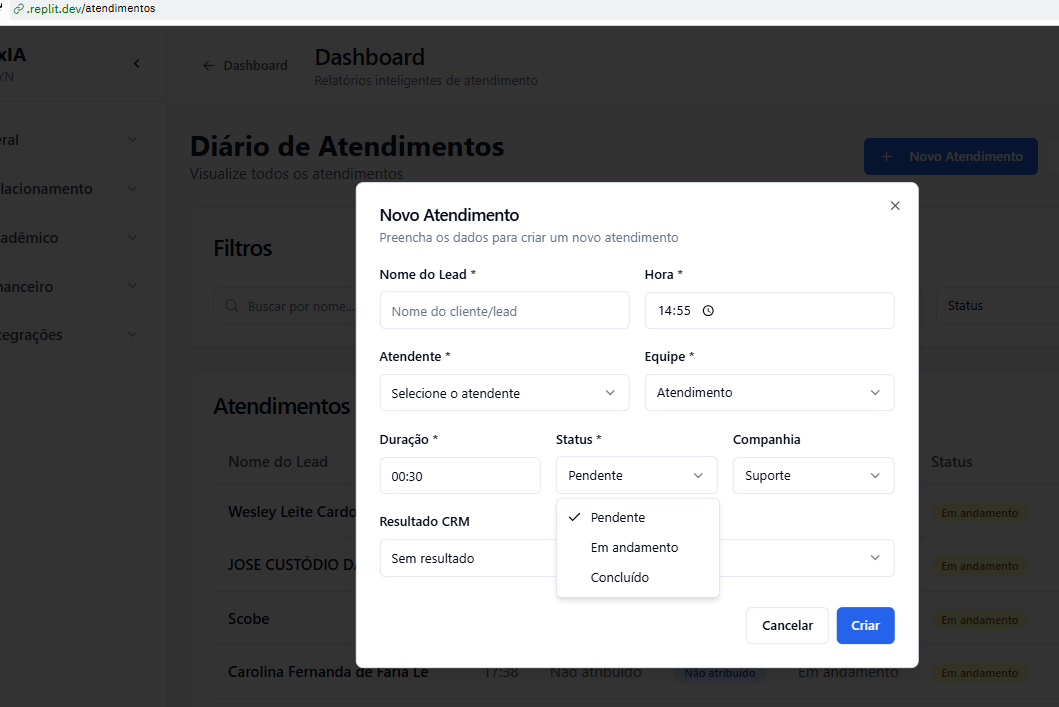 .replit.dev/atendimentos
xIA
YN
Dashboard
Dashboard
Relatórios inteligentes de atendimento
eral
lacionamento
adêmico
nanceiro
tegrações
Diário de Atendimentos
Visualize todos os atendimentos
+ Novo Atendimento
Filtros
Buscar por nome...
Status
Atendimentos
Nome do Lead
Status
Wesley Leite Cardo
Em andamento
JOSE CUSTÓDIO DA
Em andamento
Scobe
Em andamento
Carolina Fernanda de Faria Le 17:38 Não atribuído Não atribuído Em andamento Em andamento
Novo Atendimento
Preencha os dados para criar um novo atendimento
Nome do Lead * Hora *
Nome do cliente/lead 14:55
Atendente * Equipe *
Selecione o atendente Atendimento
Duração * Status * Companhia
00:30 Pendente Suporte
Pendente
Em andamento
Concluído
Resultado CRM
Sem resultado
Cancelar Criar